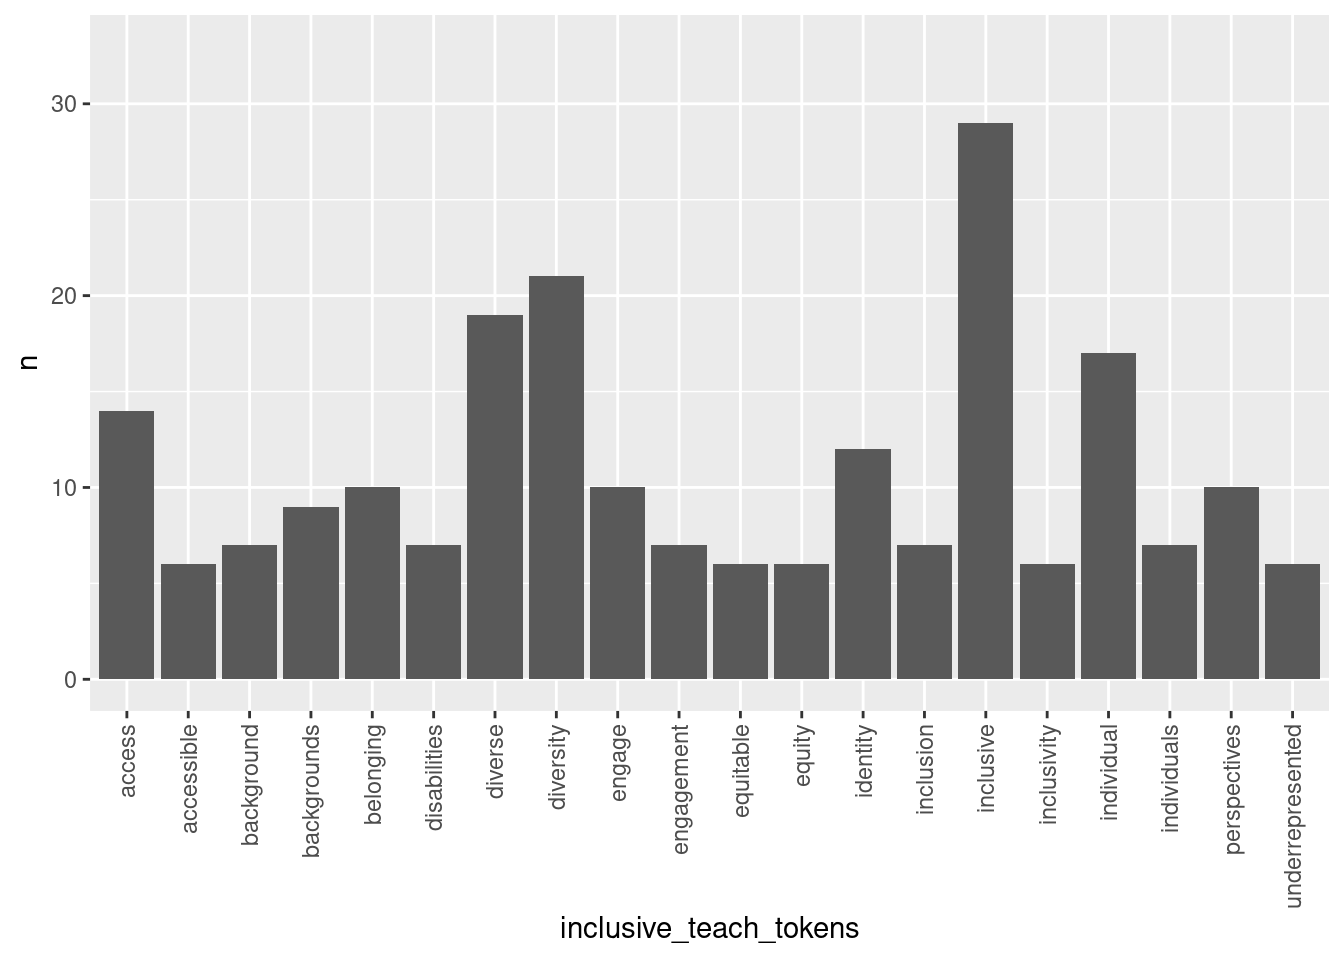 30
20
10
0
n
access
accessible
background
backgrounds
belonging
disabilities
diverse
diversity
engage
engagement
equitable
equity
identity
inclusion
inclusive
inclusivity
individual
individuals
perspectives
underrepresented
inclusive_teach_tokens